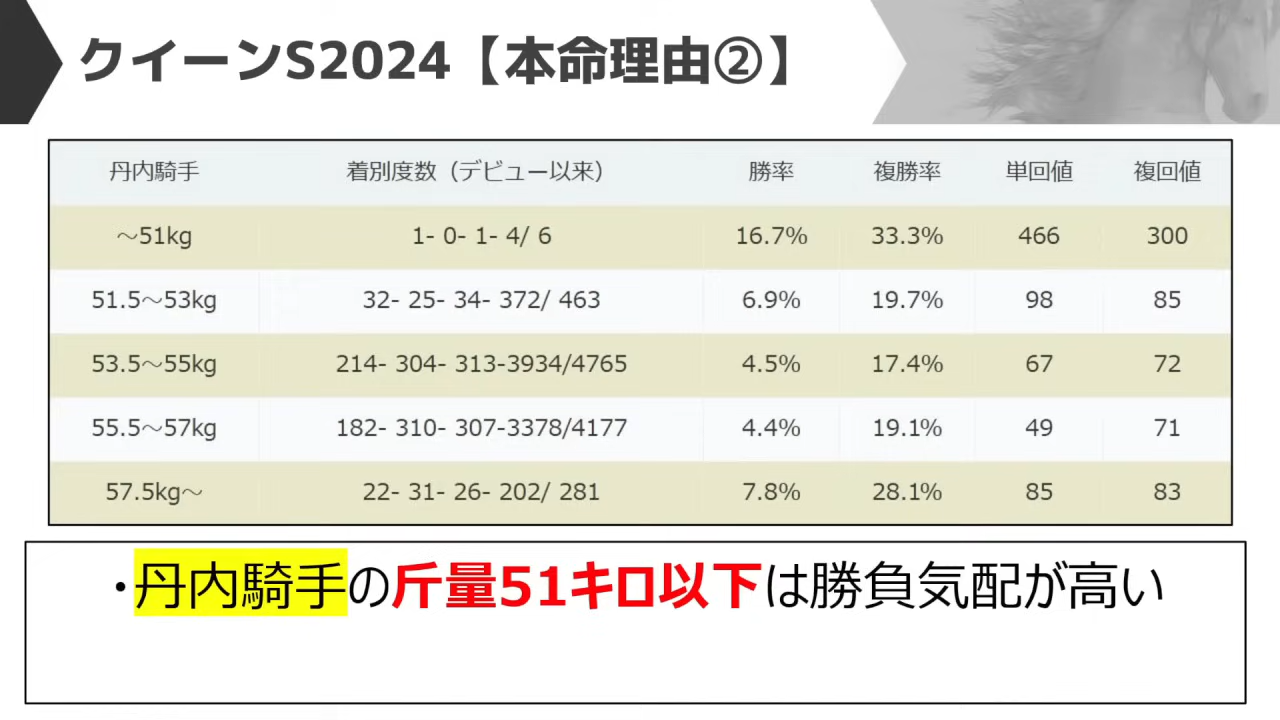 クイーンS2024【本命理由②】
丹内騎手 着別度数（デビュー以来） 勝率 複勝率 単回値 複回値
～51kg 1- 0- 1- 4/ 6 16.7% 33.3% 466 300
51.5～53kg 32- 25- 34- 372/ 463 6.9% 19.7% 98 85
53.5～55kg 214- 304- 313-3934/4765 4.5% 17.4% 67 72
55.5～57kg 182- 310- 307-3378/4177 4.4% 19.1% 49 71
57.5kg～ 22- 31- 26- 202/ 281 7.8% 28.1% 85 83
・丹内騎手の斤量51キロ以下は勝負気配が高い